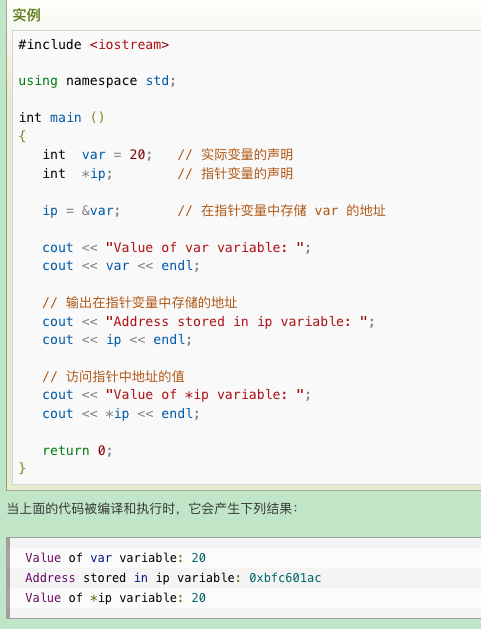 实例
#include <iostream>
using namespace std;
int main ()
{
int  var = 20;   // 实际变量的声明
int  *ip;        // 指针变量的声明
ip = &var;       // 在指针变量中存储 var 的地址
cout << "Value of var variable: ";
cout << var << endl;
// 输出在指针变量中存储的地址
cout << "Address stored in ip variable: ";
cout << ip << endl;
// 访问指针中地址的值
cout << "Value of *ip variable: ";
cout << *ip << endl;
return 0;
}
当上面的代码被编译和执行时，它会产生下列结果：
Value of var variable: 20
Address stored in ip variable: 0xbfc601ac
Value of *ip variable: 20